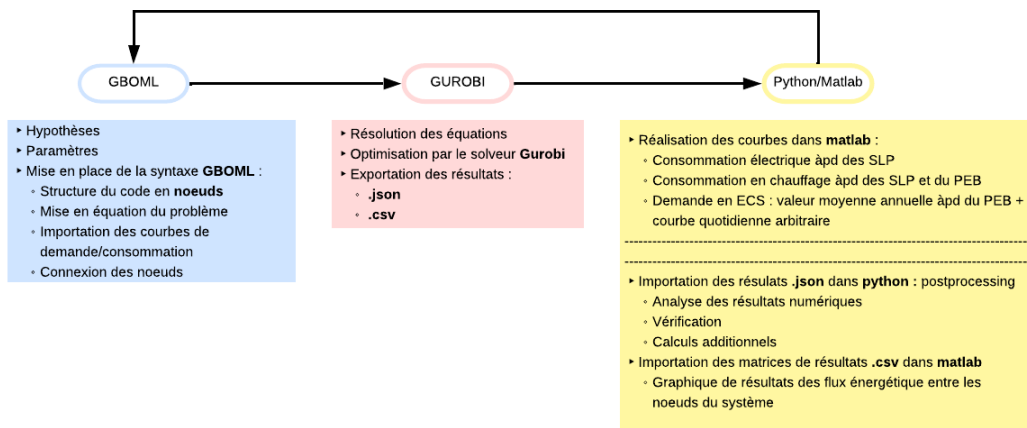 GBOML
GUROBI
Python/Matlab
‣ Hypothèses
‣ Paramètres
‣ Mise en place de la syntaxe GBOML :
◦ Structure du code en noeuds
◦ Mise en équation du problème
◦ Importation des courbes de
demande/consommation
◦ Connexion des noeuds
‣ Résolution des équations
‣ Optimisation par le solveur Gurobi
‣ Exportation des résultats :
◦ .json
◦ .csv
‣ Réalisation des courbes dans matlab :
◦ Consommation électrique àpd des SLP
◦ Consommation en chauffage àpd des SLP et du PEB
◦ Demande en ECS : valeur moyenne annuelle àpd du PEB +
courbe quotidienne arbitraire
‣ Importation des résulats .json dans python : postprocessing
◦ Analyse des résultats numériques
◦ Vérification
◦ Calculs additionnels
‣ Importation des matrices de résultats .csv dans matlab
◦ Graphique de résultats des flux énergétique entre les
noeuds du système